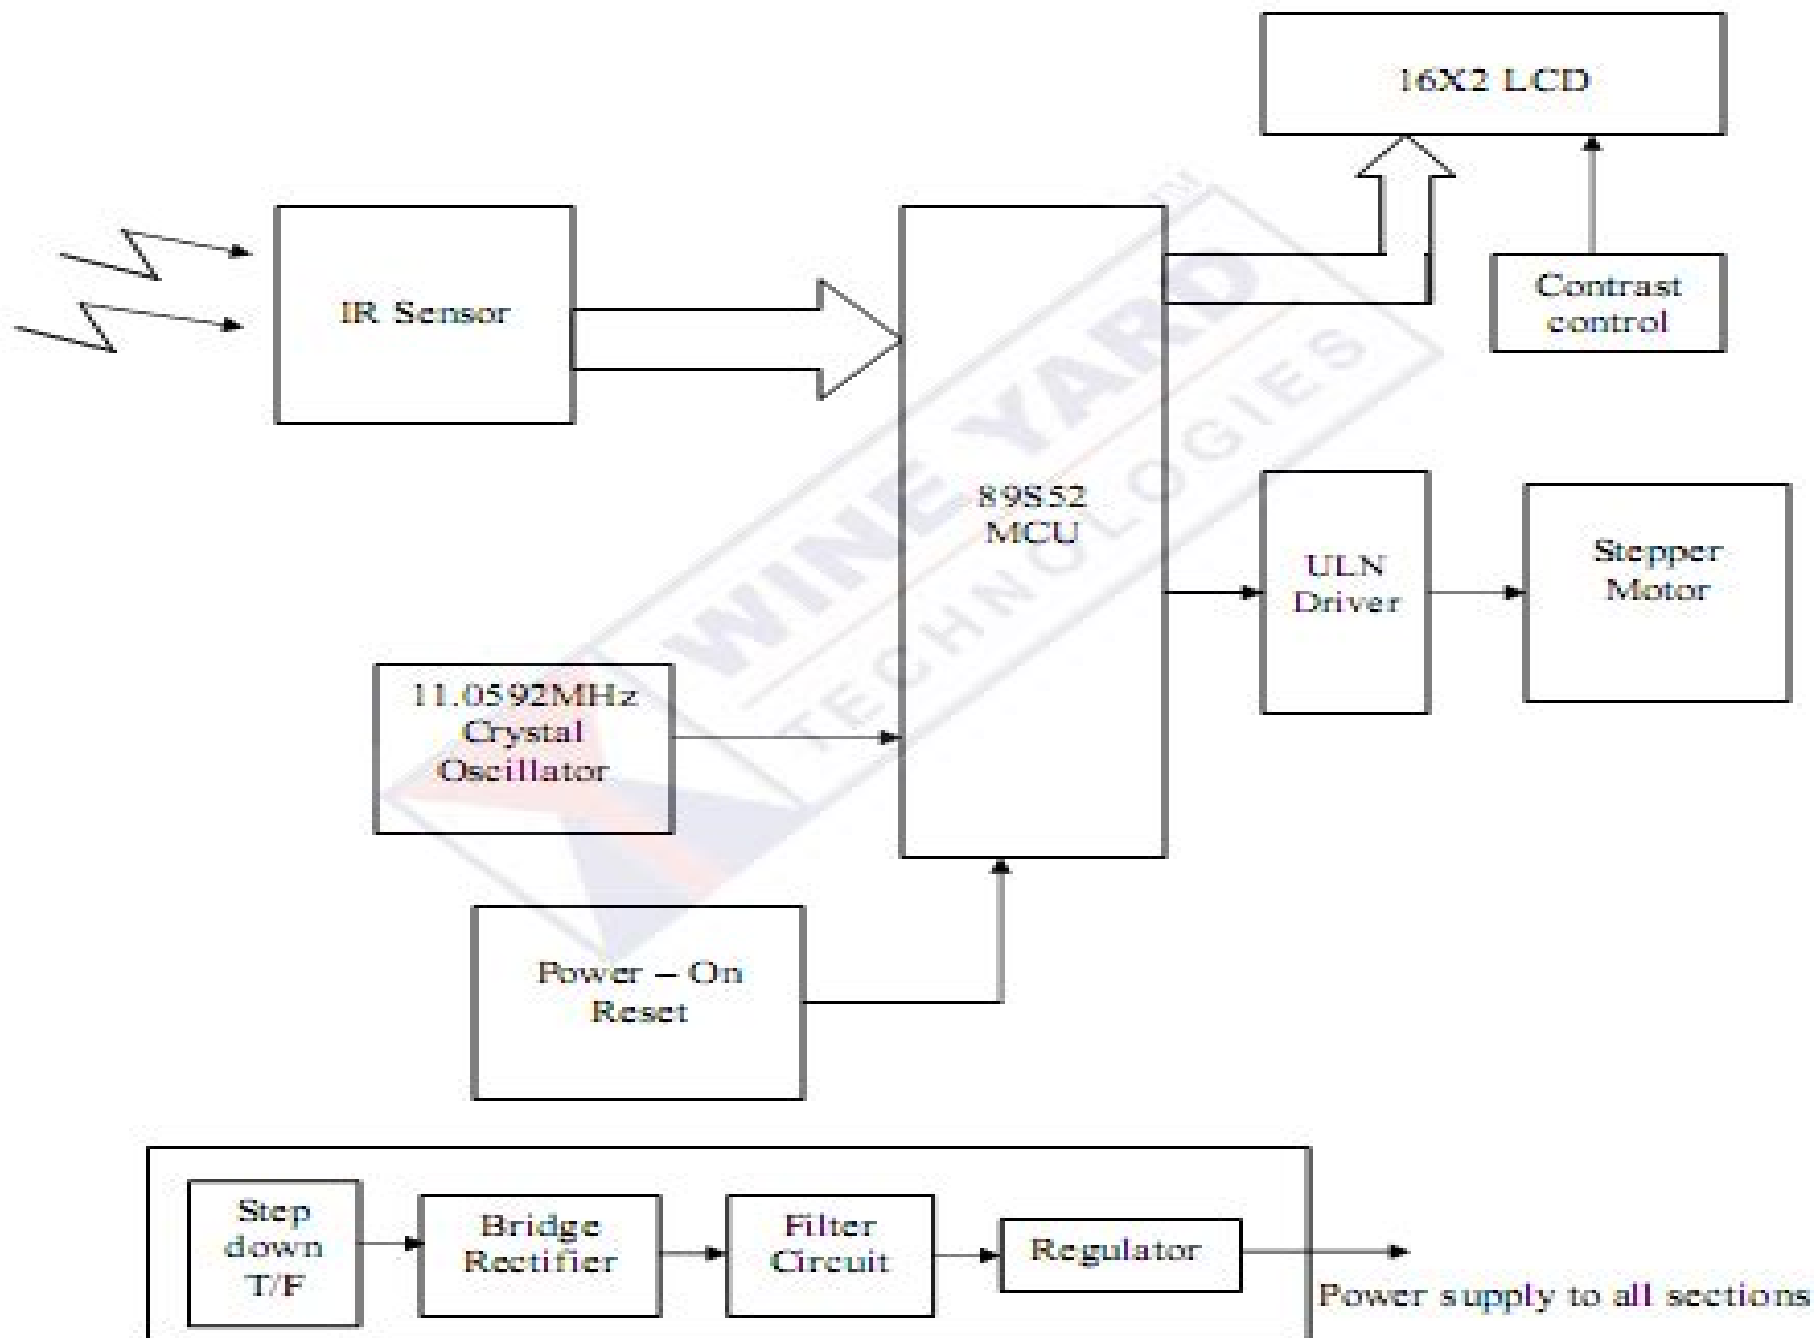 16X2 LCD
IR Sensor
Contrast
control
89S52
MCU
ULN
Driver
Stepper
Motor
11.0592MHz
Crystal
Oscillator
Power – On
Reset
Step
down
T/F
Bridge
Rectifier
Filter
Circuit
Regulator
Power supply to all sections
WINE YARD
TECHNOLOGIES
TM